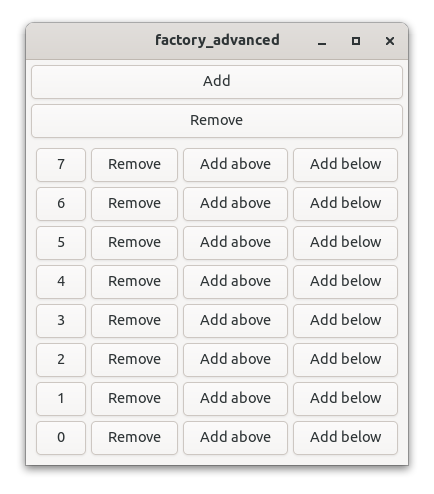 factory_advanced
Add
Remove
7 Remove Add above Add below
6 Remove Add above Add below
5 Remove Add above Add below
4 Remove Add above Add below
3 Remove Add above Add below
2 Remove Add above Add below
1 Remove Add above Add below
0 Remove Add above Add below